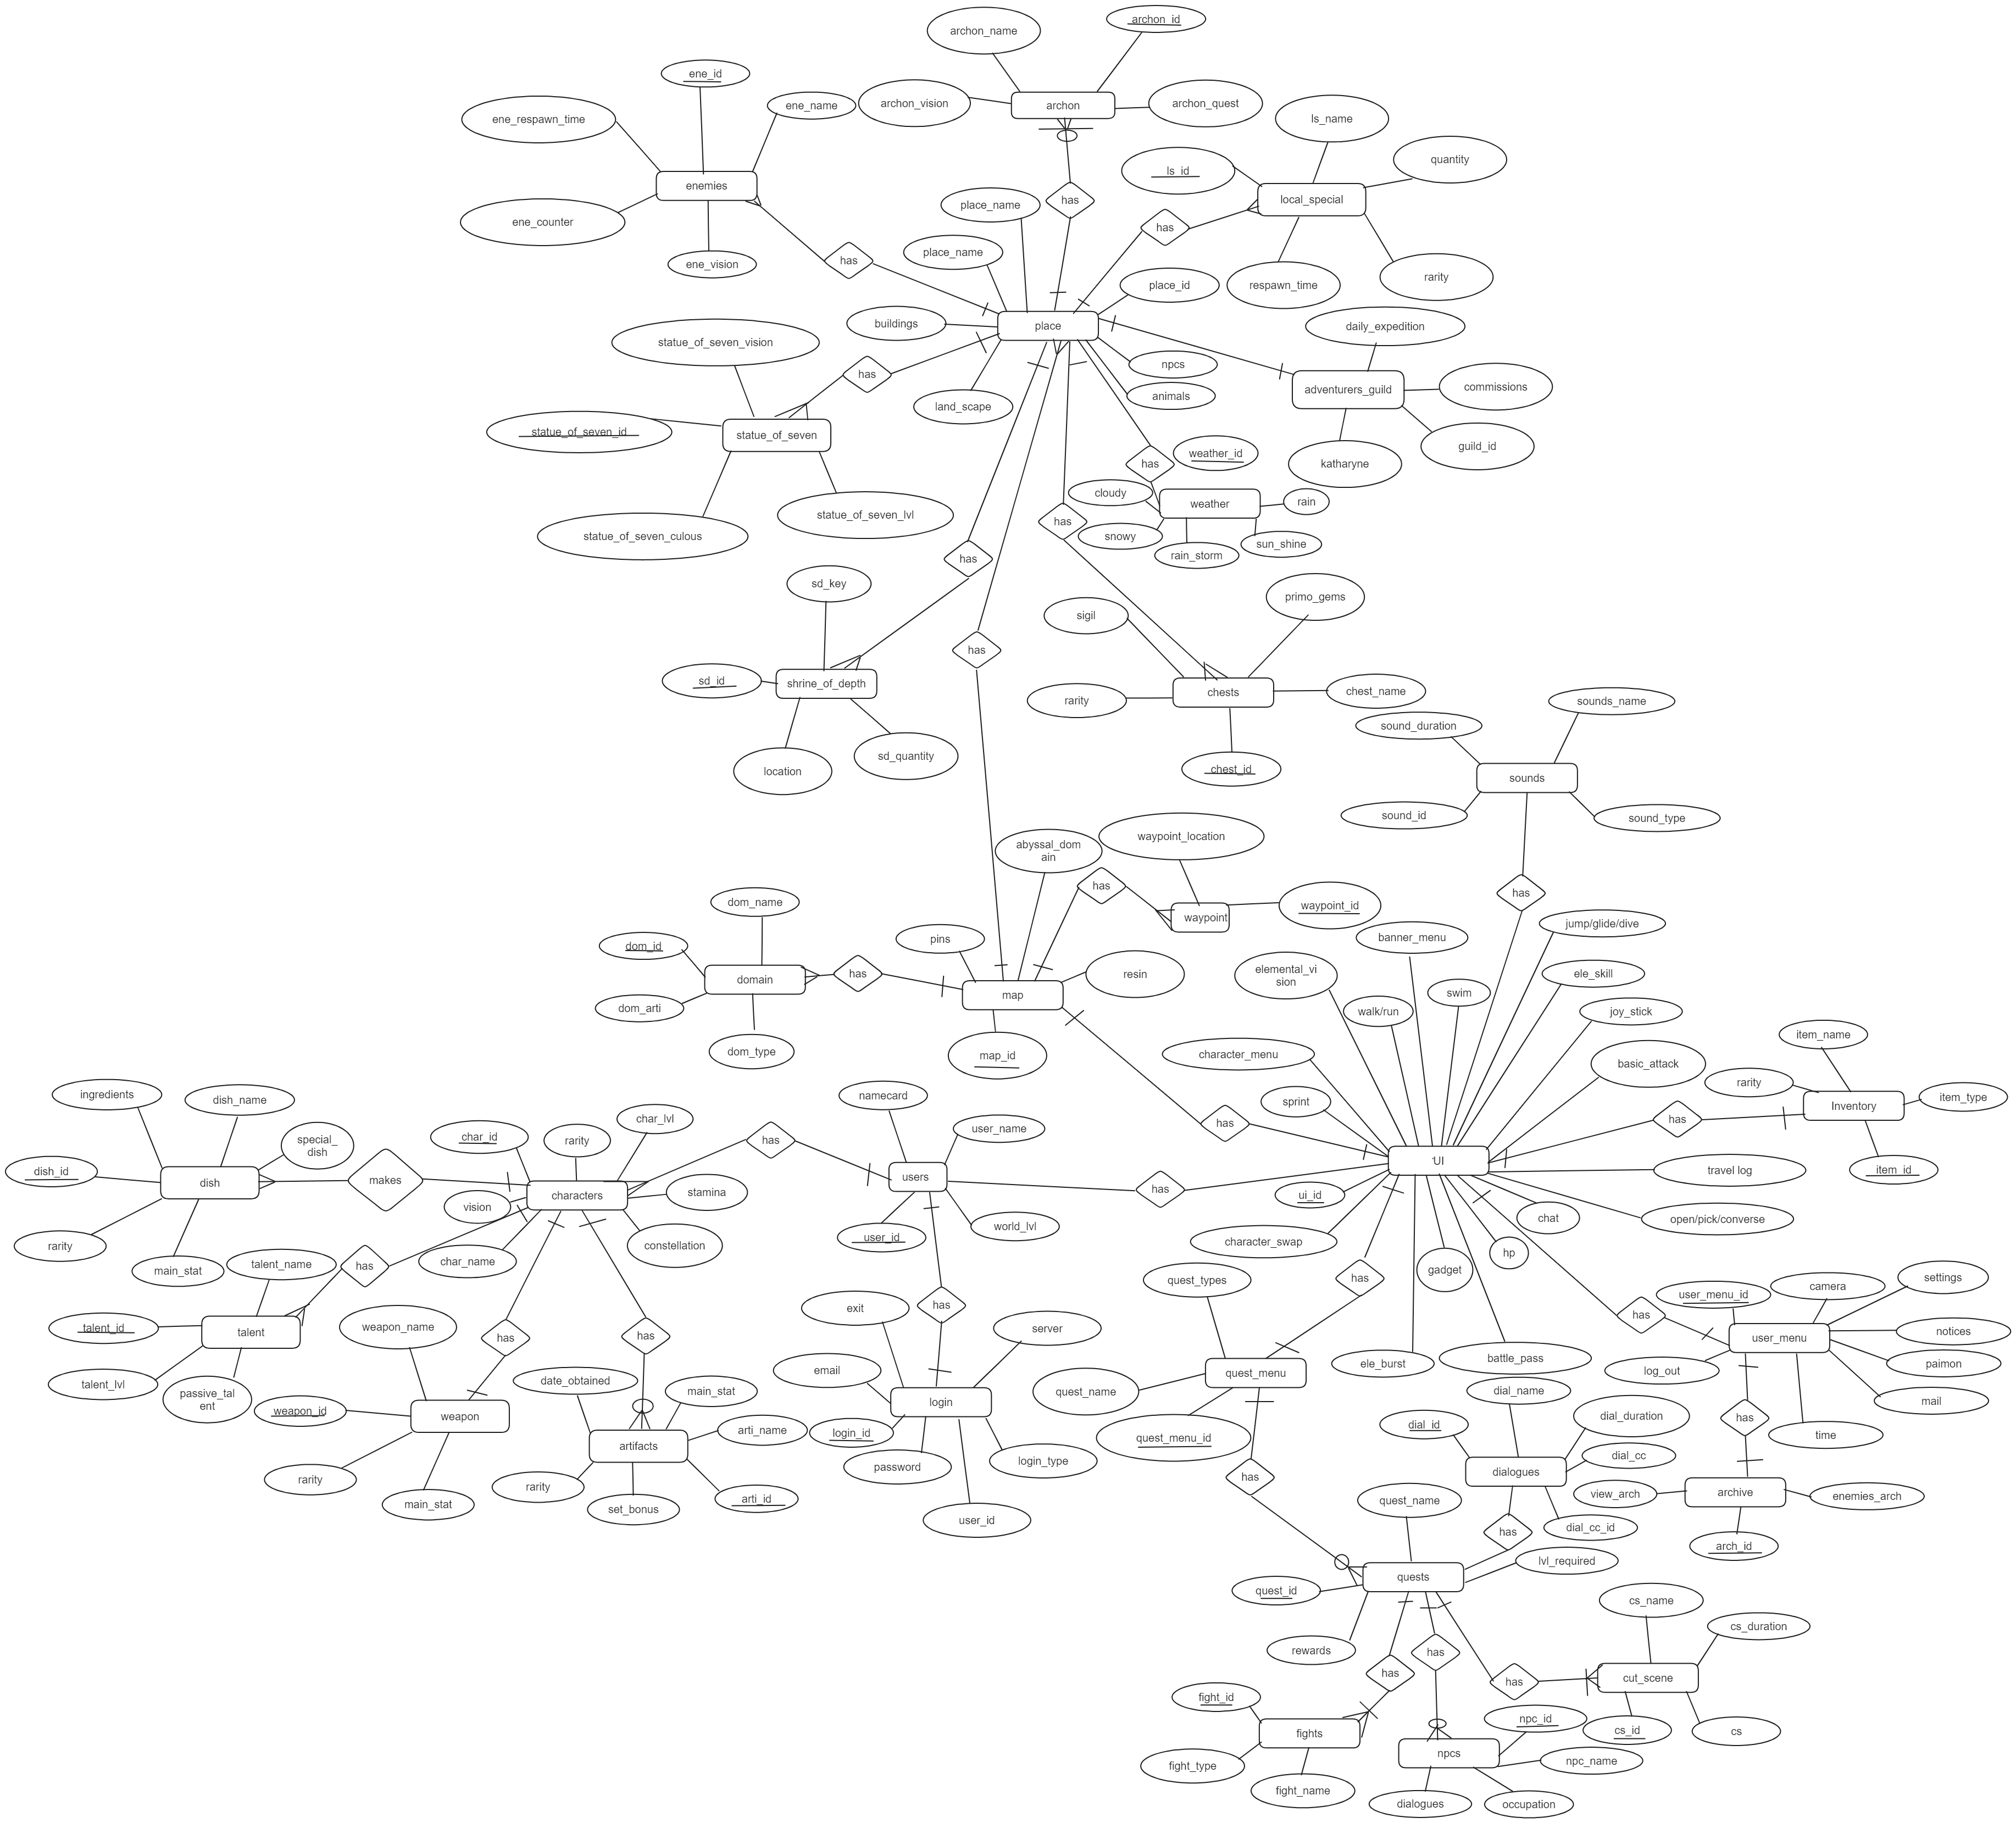 archon_id
archon_name
ene_id
ene_name
archon_vision
archon
archon_quest
ene_respawn_time
ls_name
quantity
ls_id
enemies
has
local_special
place_name
ene_counter
has
place_name
ene_vision
has
rarity
respawn_time
place_id
buildings
place
daily_expedition
statue_of_seven_vision
npcs
has
adventurers_guild
commissions
animals
land_scape
statue_of_seven_id
statue_of_seven
guild_id
weather_id
has
katharyne
cloudy
weather
rain
statue_of_seven_lvl
has
statue_of_seven_culous
snowy
sun_shine
rain_storm
has
sd_key
primo_gems
sigil
has
sd_id
shrine_of_depth
chests
chest_name
rarity
sounds_name
sound_duration
sd_quantity
location
chest_id
sounds
sound_id
sound_type
waypoint_location
abyssal_dom
ain
has
has
dom_name
waypoint_id
waypoint
jump/glide/dive
pins
banner_menu
dom_id
domain
has
resin
elemental_vi
sion
ele_skill
map
swim
dom_arti
walk/run
joy_stick
item_name
dom_type
map_id
character_menu
basic_attack
rarity
Inventory
item_type
ingredients
dish_name
namecard
sprint
char_lvl
has
has
special_
dish
char_id
rarity
has
user_name
UI
dish_id
dish
makes
characters
users
has
travel log
item_id
stamina
ui_id
vision
chat
open/pick/converse
rarity
user_id
world_lvl
character_swap
constellation
hp
main_stat
talent_name
has
char_name
has
gadget
quest_types
settings
camera
user_menu_id
exit
has
has
talent_id
talent
weapon_name
has
has
server
user_menu
notices
ele_burst
battle_pass
paimon
log_out
talent_lvl
email
quest_menu
date_obtained
main_stat
quest_name
dial_name
passive_tal
ent
mail
weapon_id
weapon
login
has
dial_id
dial_duration
arti_name
login_id
time
quest_menu_id
artifacts
dial_cc
login_type
password
dialogues
rarity
has
rarity
view_arch
archive
enemies_arch
arti_id
main_stat
set_bonus
quest_name
user_id
dial_cc_id
has
arch_id
lvl_required
quests
quest_id
cs_name
cs_duration
rewards
has
has
has
cut_scene
fight_id
npc_id
cs_id
cs
fights
npcs
npc_name
fight_type
fight_name
dialogues
occupation